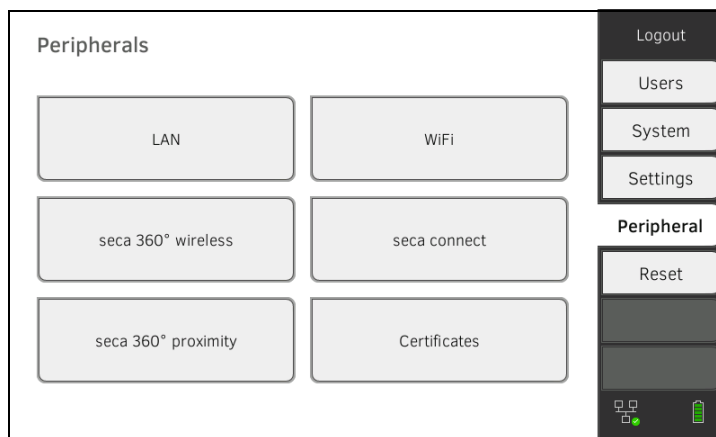 Peripherals
LAN
WiFi
seca 360° wireless
seca connect
seca 360° proximity
Certificates
Logout
Users
System
Settings
Peripheral
Reset